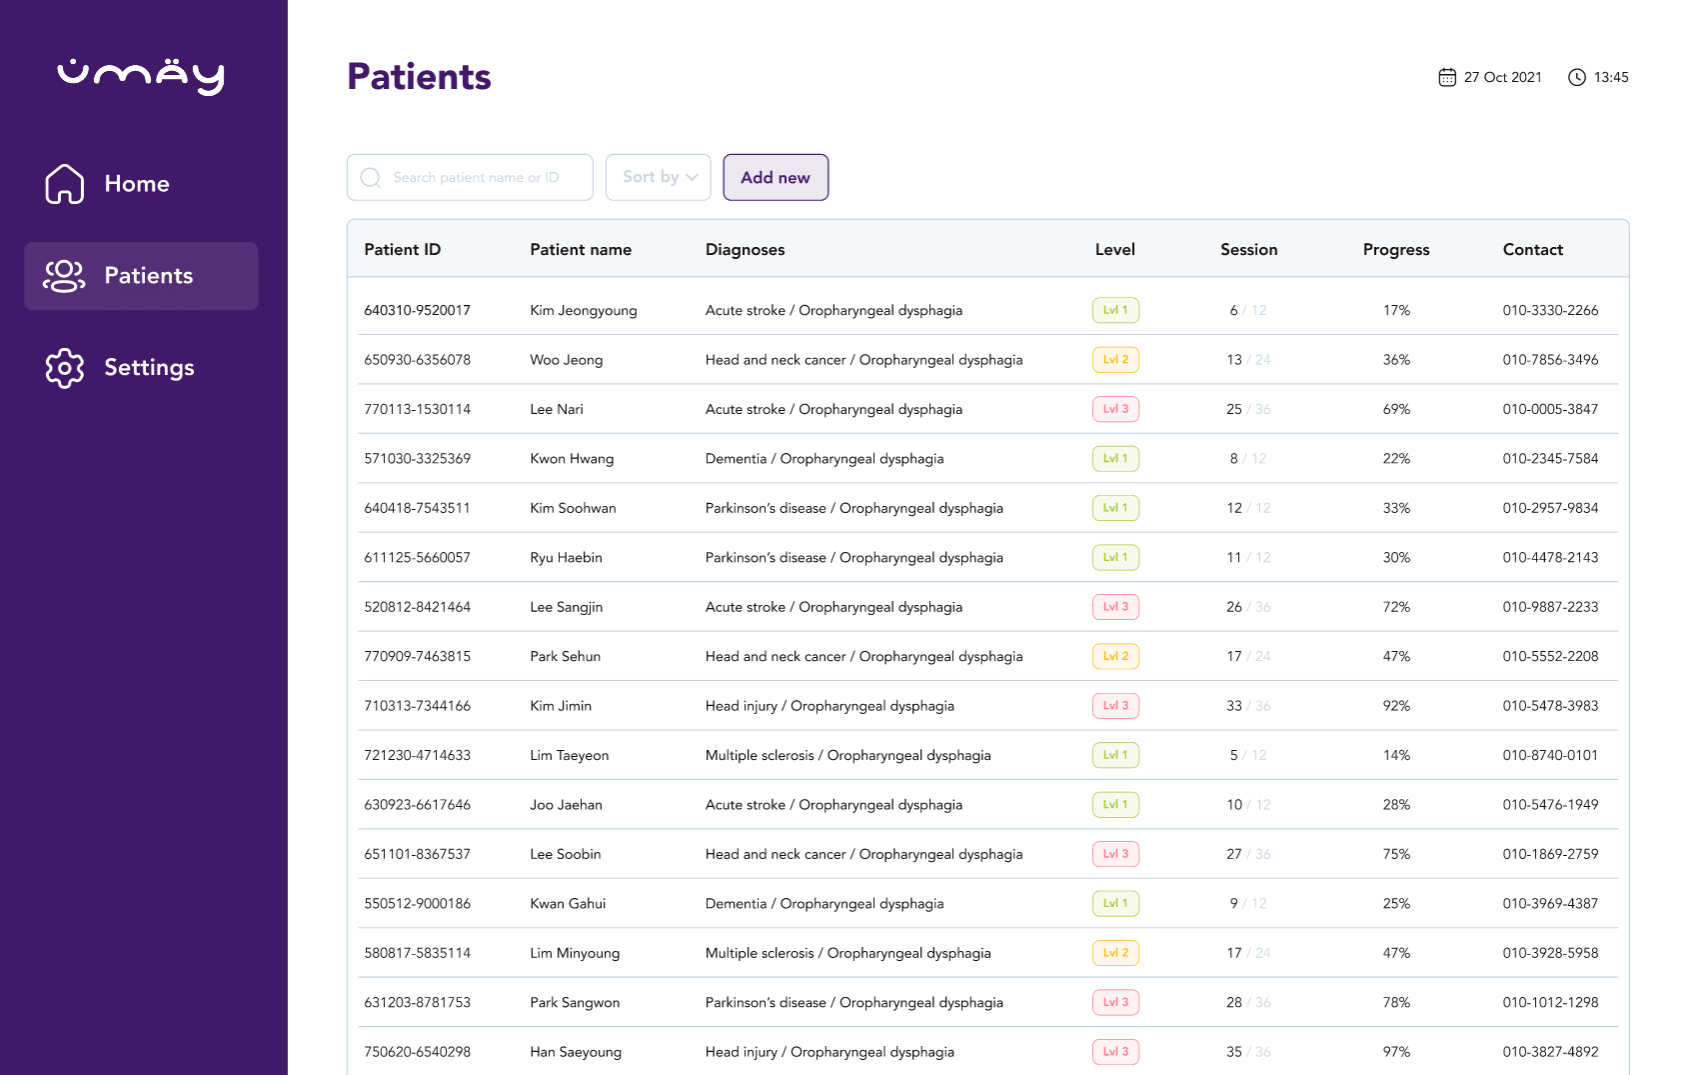 ümäy
Patients
27 Oct 2021 13:45
Home
Patients
Settings
Search patient name or ID Sort by Add new
Patient ID Patient name Diagnoses Level Session Progress Contact
640310-9520017 Kim Jeongyoung Acute stroke / Oropharyngeal dysphagia Lvl 1 6 / 12 17% 010-3330-2266
650930-6356078 Woo Jeong Head and neck cancer / Oropharyngeal dysphagia Lvl 2 13 / 24 36% 010-7856-3496
770113-1530114 Lee Nari Acute stroke / Oropharyngeal dysphagia Lvl 3 25 / 36 69% 010-0005-3847
571030-3325369 Kwon Hwang Dementia / Oropharyngeal dysphagia Lvl 1 8 / 12 22% 010-2345-7584
640418-7543511 Kim Soohwan Parkinson's disease / Oropharyngeal dysphagia Lvl 1 12 / 12 33% 010-2957-9834
611125-5660057 Ryu Haebin Parkinson's disease / Oropharyngeal dysphagia Lvl 1 11 / 12 30% 010-4478-2143
520812-8421464 Lee Sangjin Acute stroke / Oropharyngeal dysphagia Lvl 3 26 / 36 72% 010-9887-2233
770909-7463815 Park Sehun Head and neck cancer / Oropharyngeal dysphagia Lvl 2 17 / 24 47% 010-5552-2208
710313-7344166 Kim Jimin Head injury / Oropharyngeal dysphagia Lvl 3 33 / 36 92% 010-5478-3983
721230-4714633 Lim Taeyeon Multiple sclerosis / Oropharyngeal dysphagia Lvl 1 5 / 12 14% 010-8740-0101
630923-6617646 Joo Jaehan Acute stroke / Oropharyngeal dysphagia Lvl 1 10 / 12 28% 010-5476-1949
651101-8367537 Lee Soobin Head and neck cancer / Oropharyngeal dysphagia Lvl 3 27 / 36 75% 010-1869-2759
550512-9000186 Kwan Gahui Dementia / Oropharyngeal dysphagia Lvl 1 9 / 12 25% 010-3969-4387
580817-5835114 Lim Minyoung Multiple sclerosis / Oropharyngeal dysphagia Lvl 2 17 / 24 47% 010-3928-5958
631203-8781753 Park Sangwon Parkinson's disease / Oropharyngeal dysphagia Lvl 3 28 / 36 78% 010-1012-1298
750620-6540298 Han Saeyoung Head injury / Oropharyngeal dysphagia Lvl 3 35 / 36 97% 010-3827-4892